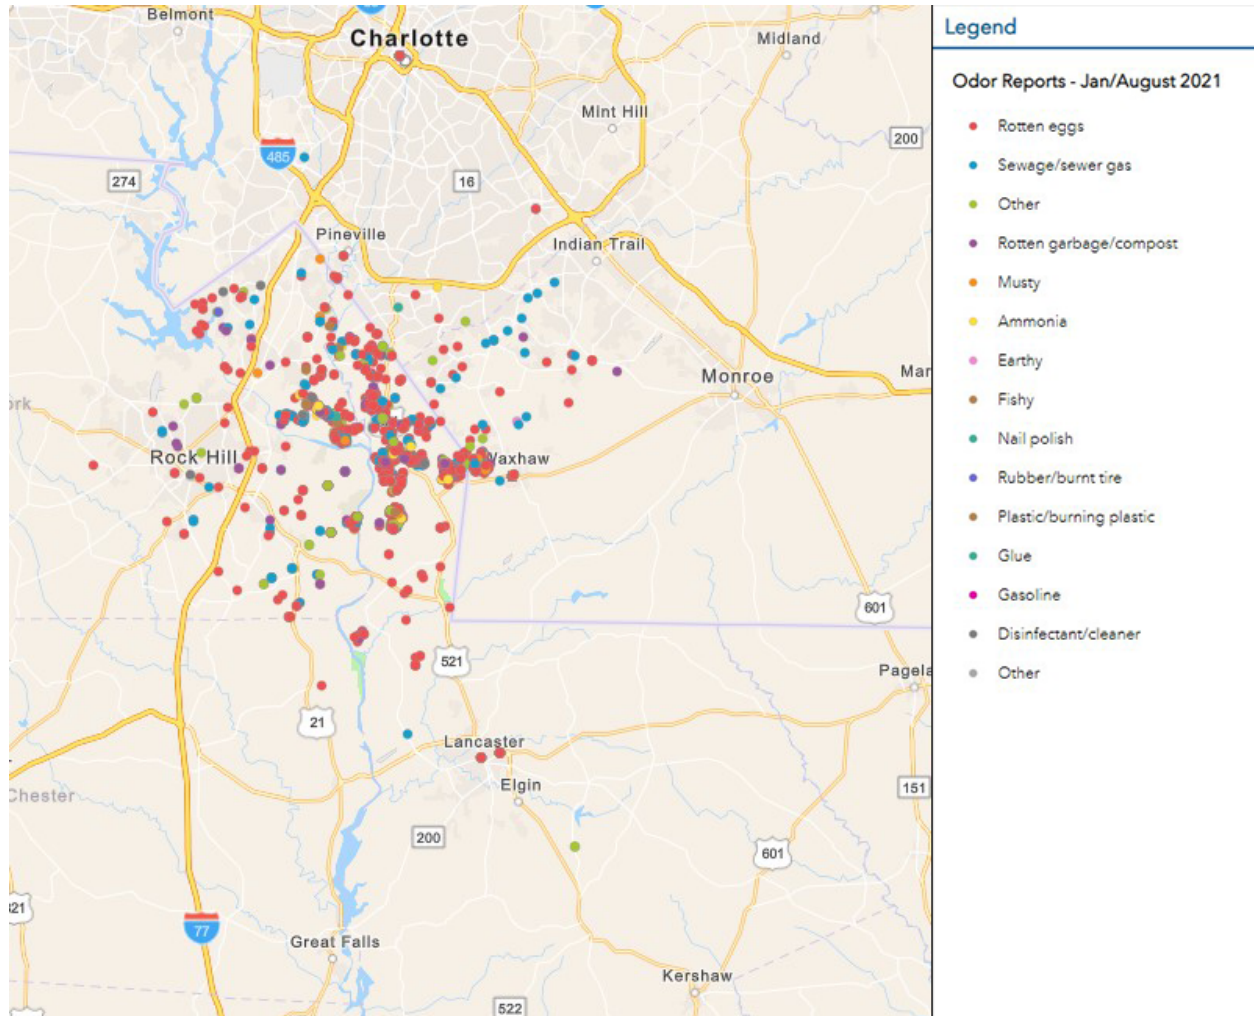 Belmont
Charlotte
Midland
Mint Hill
485
200
274
16
Pineville
Indian Trail
Monroe
Mar
ork
Rock Hill
Waxhaw
601
521
Pagela
21
Lancaster
Elgin
151
Chester
200
601
321
77
Great Falls
Kershaw
522
Legend
Odor Reports - Jan/August 2021
Rotten eggs
Sewage/sewer gas
Other
Rotten garbage/compost
Musty
Ammonia
Earthy
Fishy
Nail polish
Rubber/burnt tire
Plastic/burning plastic
Glue
Gasoline
Disinfectant/cleaner
Other